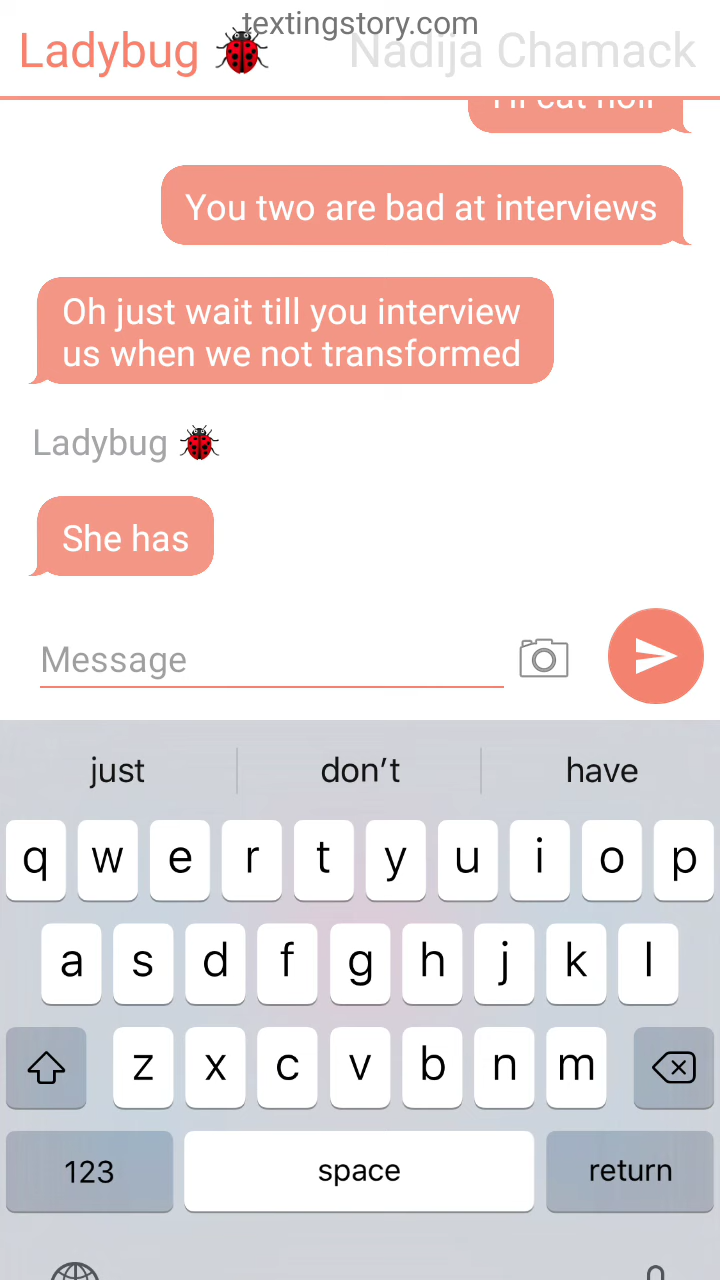 textingstory.com
Ladybug 🐞 Nadija Chamack
You two are bad at interviews
Oh just wait till you interview
us when we not transformed
Ladybug 🐞
She has
Message
just don't have
q w e r t y u i o p
a s d f g h j k l
z x c v b n m
123 space return